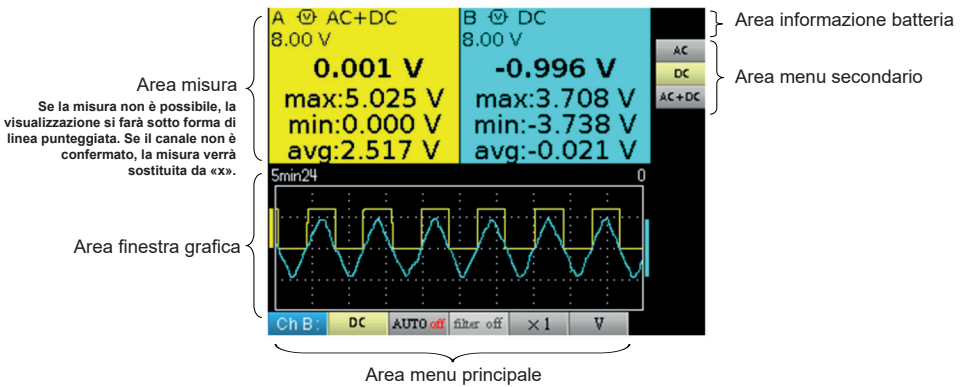 Area misura
Se la misura non è possibile, la
visualizzazione si farà sotto forma di
linea punteggiata. Se il canale non è
confermato, la misura verrà
sostituita da «x».
Area finestra grafica
A V AC+DC
8.00 V
0.001 V
max:5.025 V
min:0.000 V
avg:2.517 V
B V DC
8.00 V
-0.996 V
max:3.708 V
min:-3.738 V
avg:-0.021 V
5min24
0
AC
DC
AC+DC
Area informazione batteria
Area menu secondario
Ch B:
DC
AUTO off
filter off
×1
V
Area menu principale